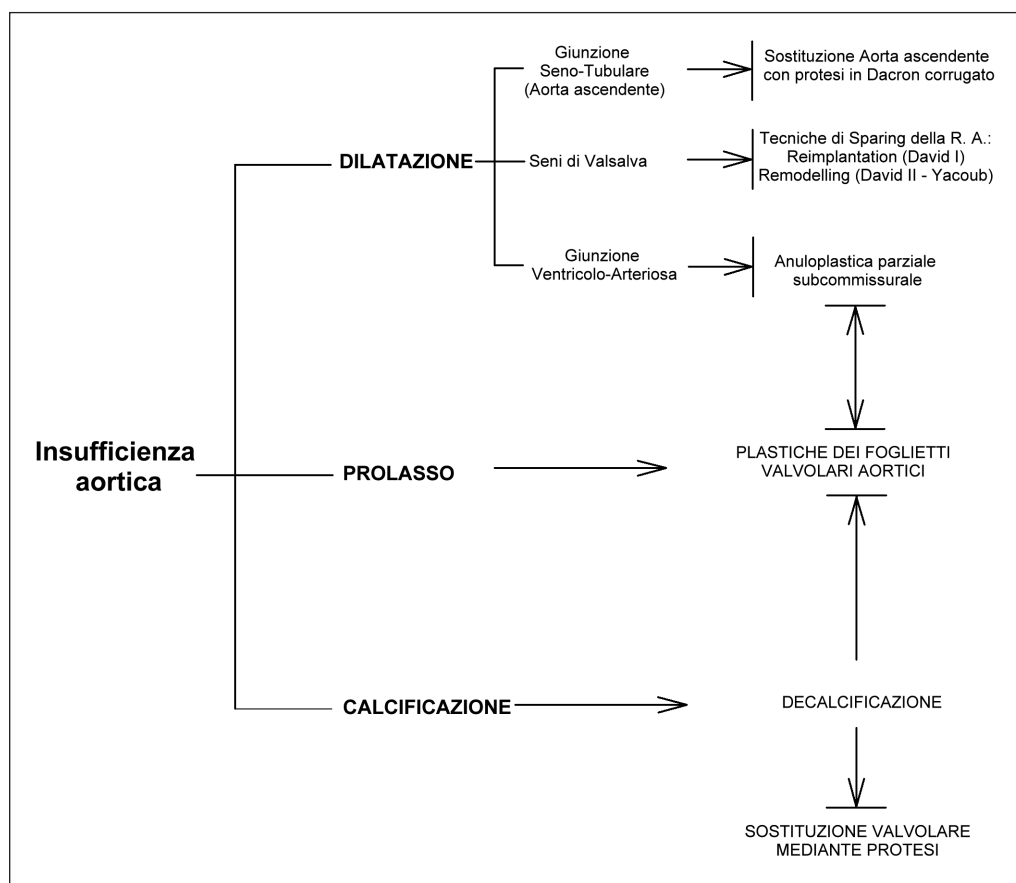 Giunzione
Seno-Tubulare
(Aorta ascendente)
Sostituzione Aorta ascendente
con protesi in Dacron corrugato
DILATAZIONE
Seni di Valsalva
Tecniche di Sparing della R. A.:
Reimplantation (David I)
Remodelling (David II - Yacoub)
Giunzione
Ventricolo-Arteriosa
Anuloplastica parziale
subcommissurale
Insufficienza
aortica
PROLASSO
PLASTICHE DEI FOGLIETTI
VALVOLARI AORTICI
CALCIFICAZIONE
DECALCIFICAZIONE
SOSTITUZIONE VALVOLARE
MEDIANTE PROTESI